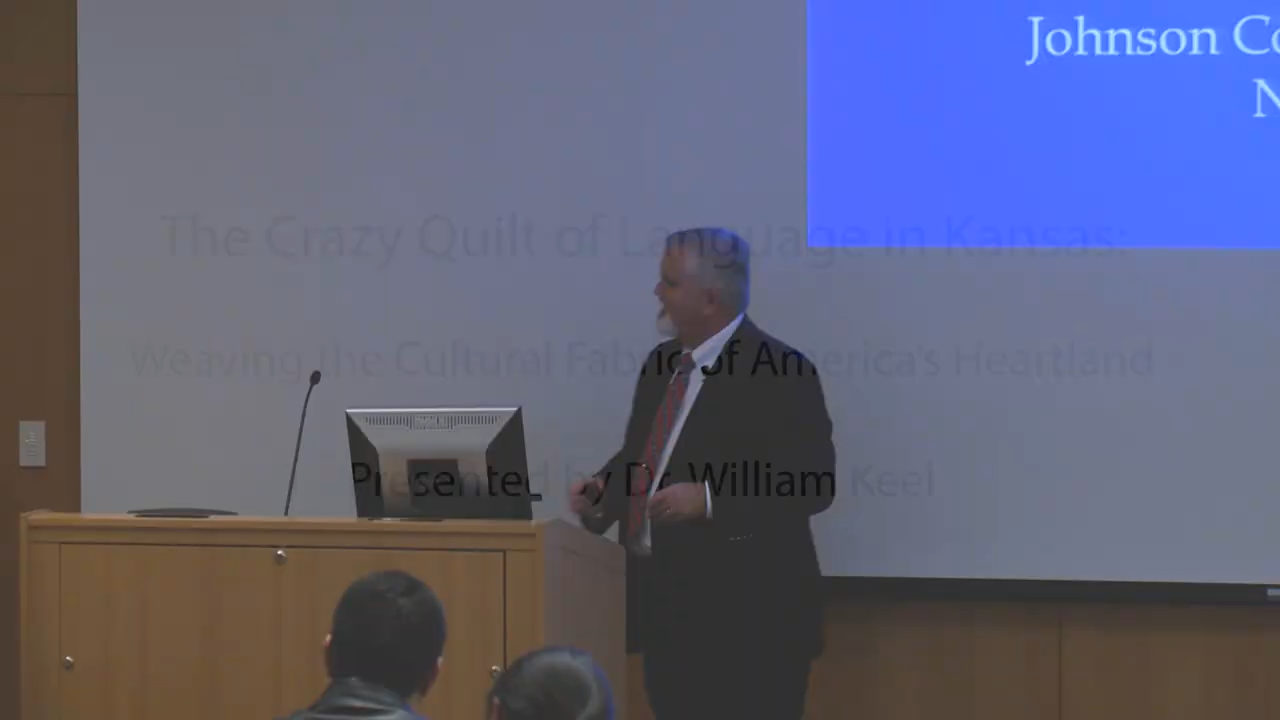 Johnson Co
N
The Crazy Quilt of Language in Kansas:
Weaving the Cultural Fabric of America's Heartland
Presented by Dr. William Keel